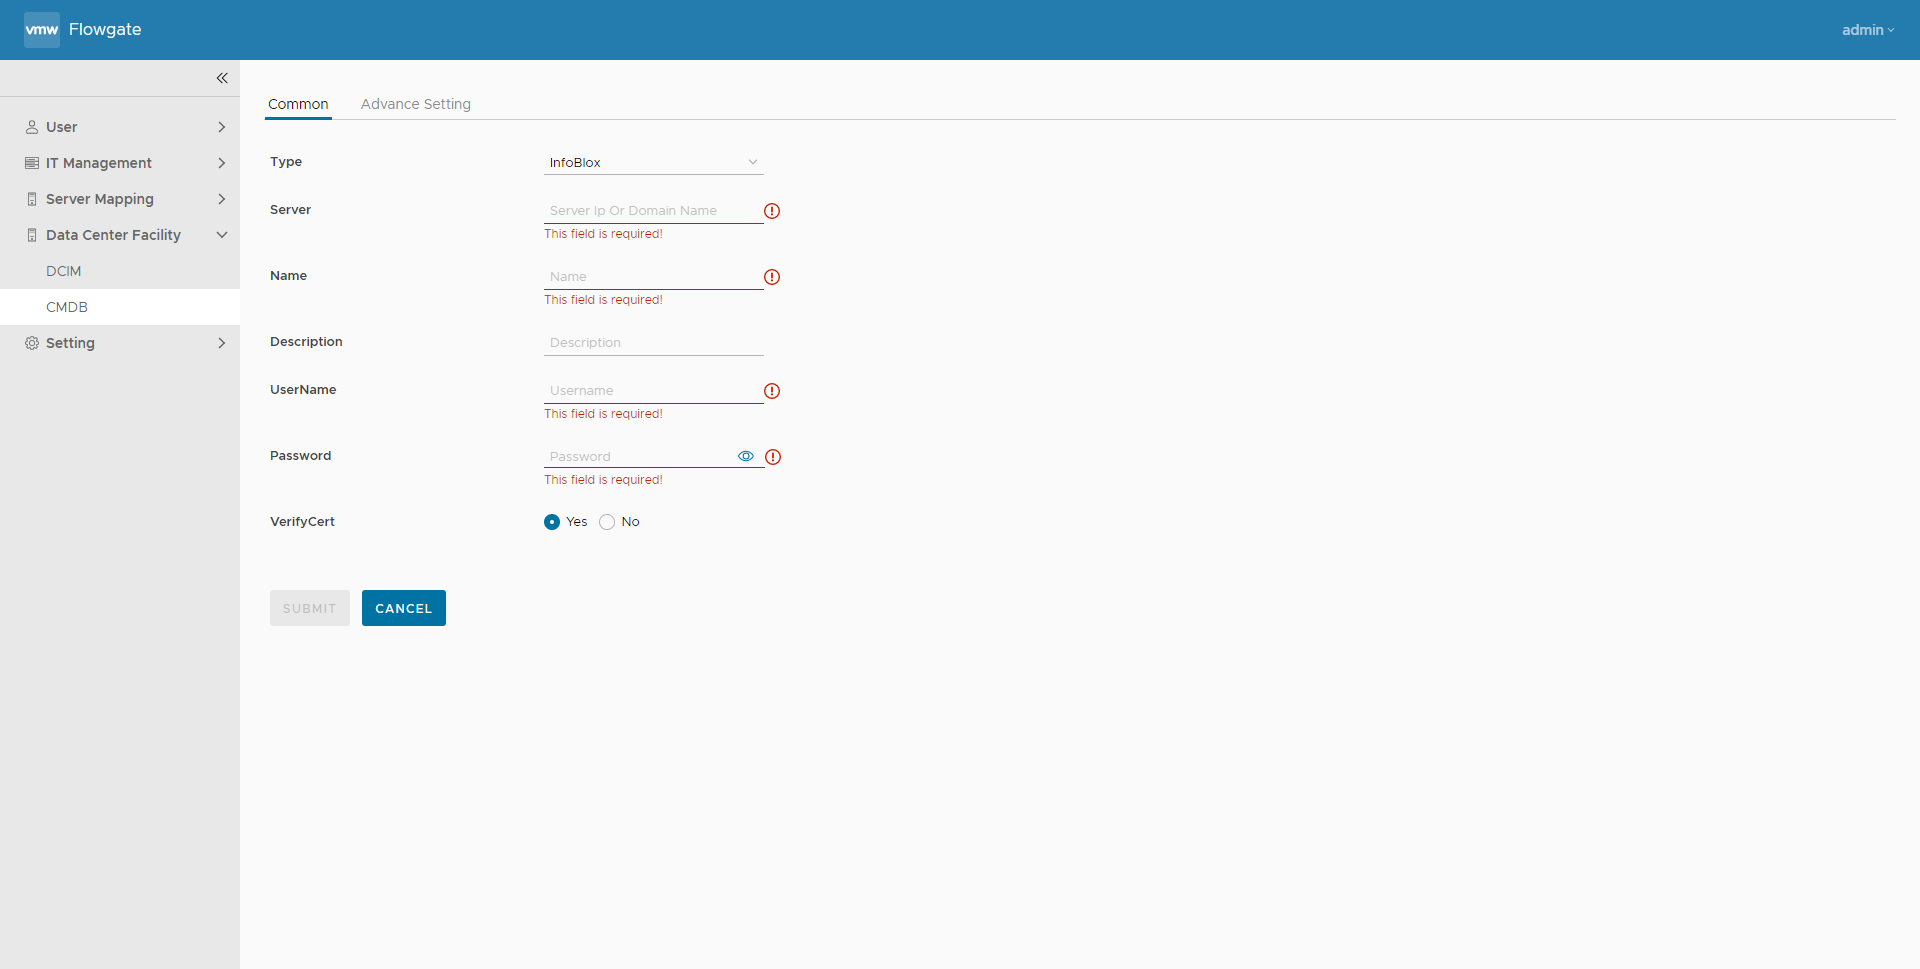 vmw Flowgate
admin
Common Advance Setting
User
IT Management
Server Mapping
Data Center Facility
DCIM
CMDB
Setting
Type InfoBlox
Server Server Ip Or Domain Name
This field is required!
Name Name
This field is required!
Description Description
UserName Username
This field is required!
Password Password
This field is required!
VerifyCert Yes No
SUBMIT CANCEL